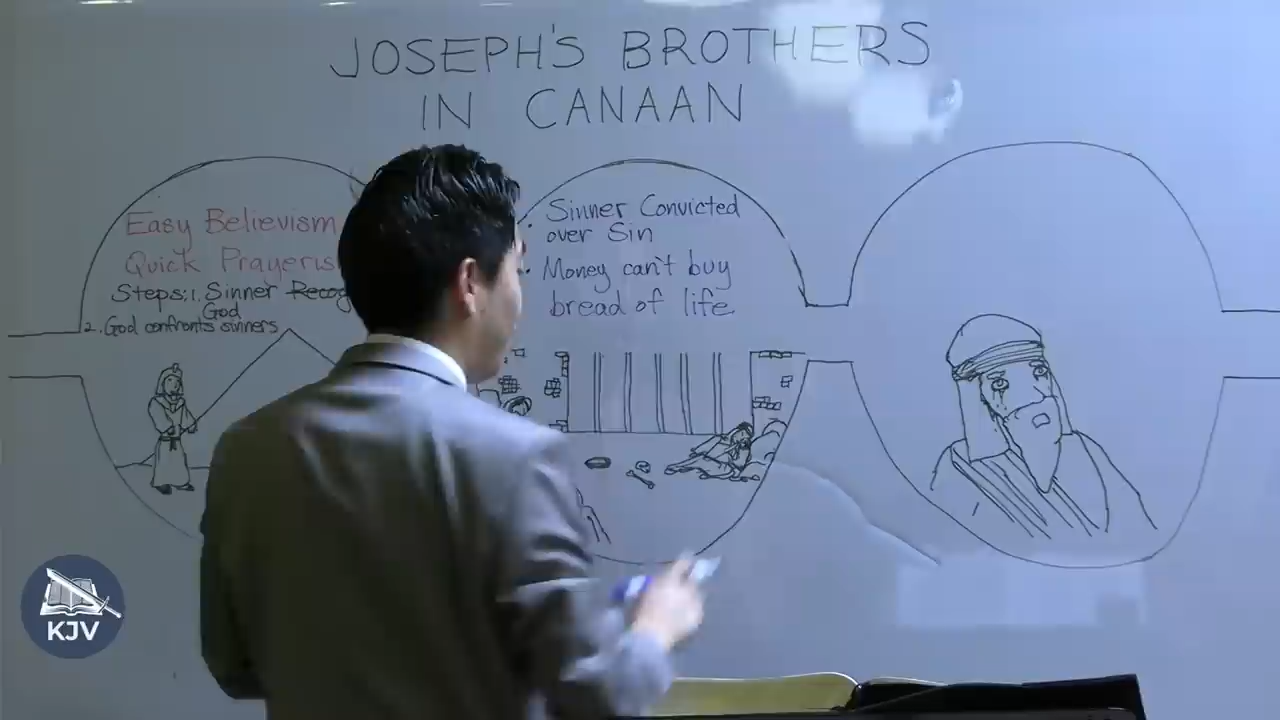 JOSEPH'S BROTHERS
IN CANAAN
Easy Believism
Quick
Steps: 1. Sinner
God
2. God confronts sinners
• Sinner Convicted
over Sin
• Money can't buy
bread of life
KJV